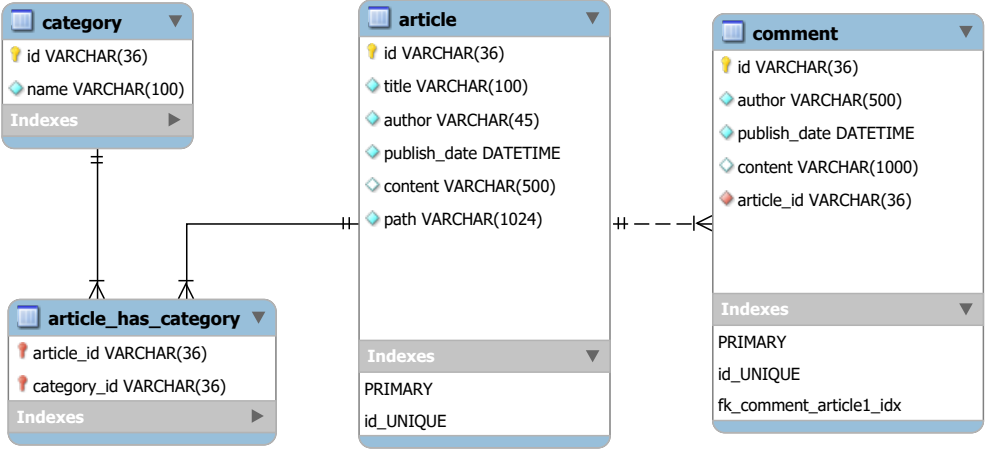 category
id VARCHAR(36)
name VARCHAR(100)
Indexes
article
id VARCHAR(36)
title VARCHAR(100)
author VARCHAR(45)
publish_date DATETIME
content VARCHAR(500)
path VARCHAR(1024)
Indexes
PRIMARY
id_UNIQUE
comment
id VARCHAR(36)
author VARCHAR(500)
publish_date DATETIME
content VARCHAR(1000)
article_id VARCHAR(36)
Indexes
PRIMARY
id_UNIQUE
fk_comment_article1_idx
article_has_category
article_id VARCHAR(36)
category_id VARCHAR(36)
Indexes